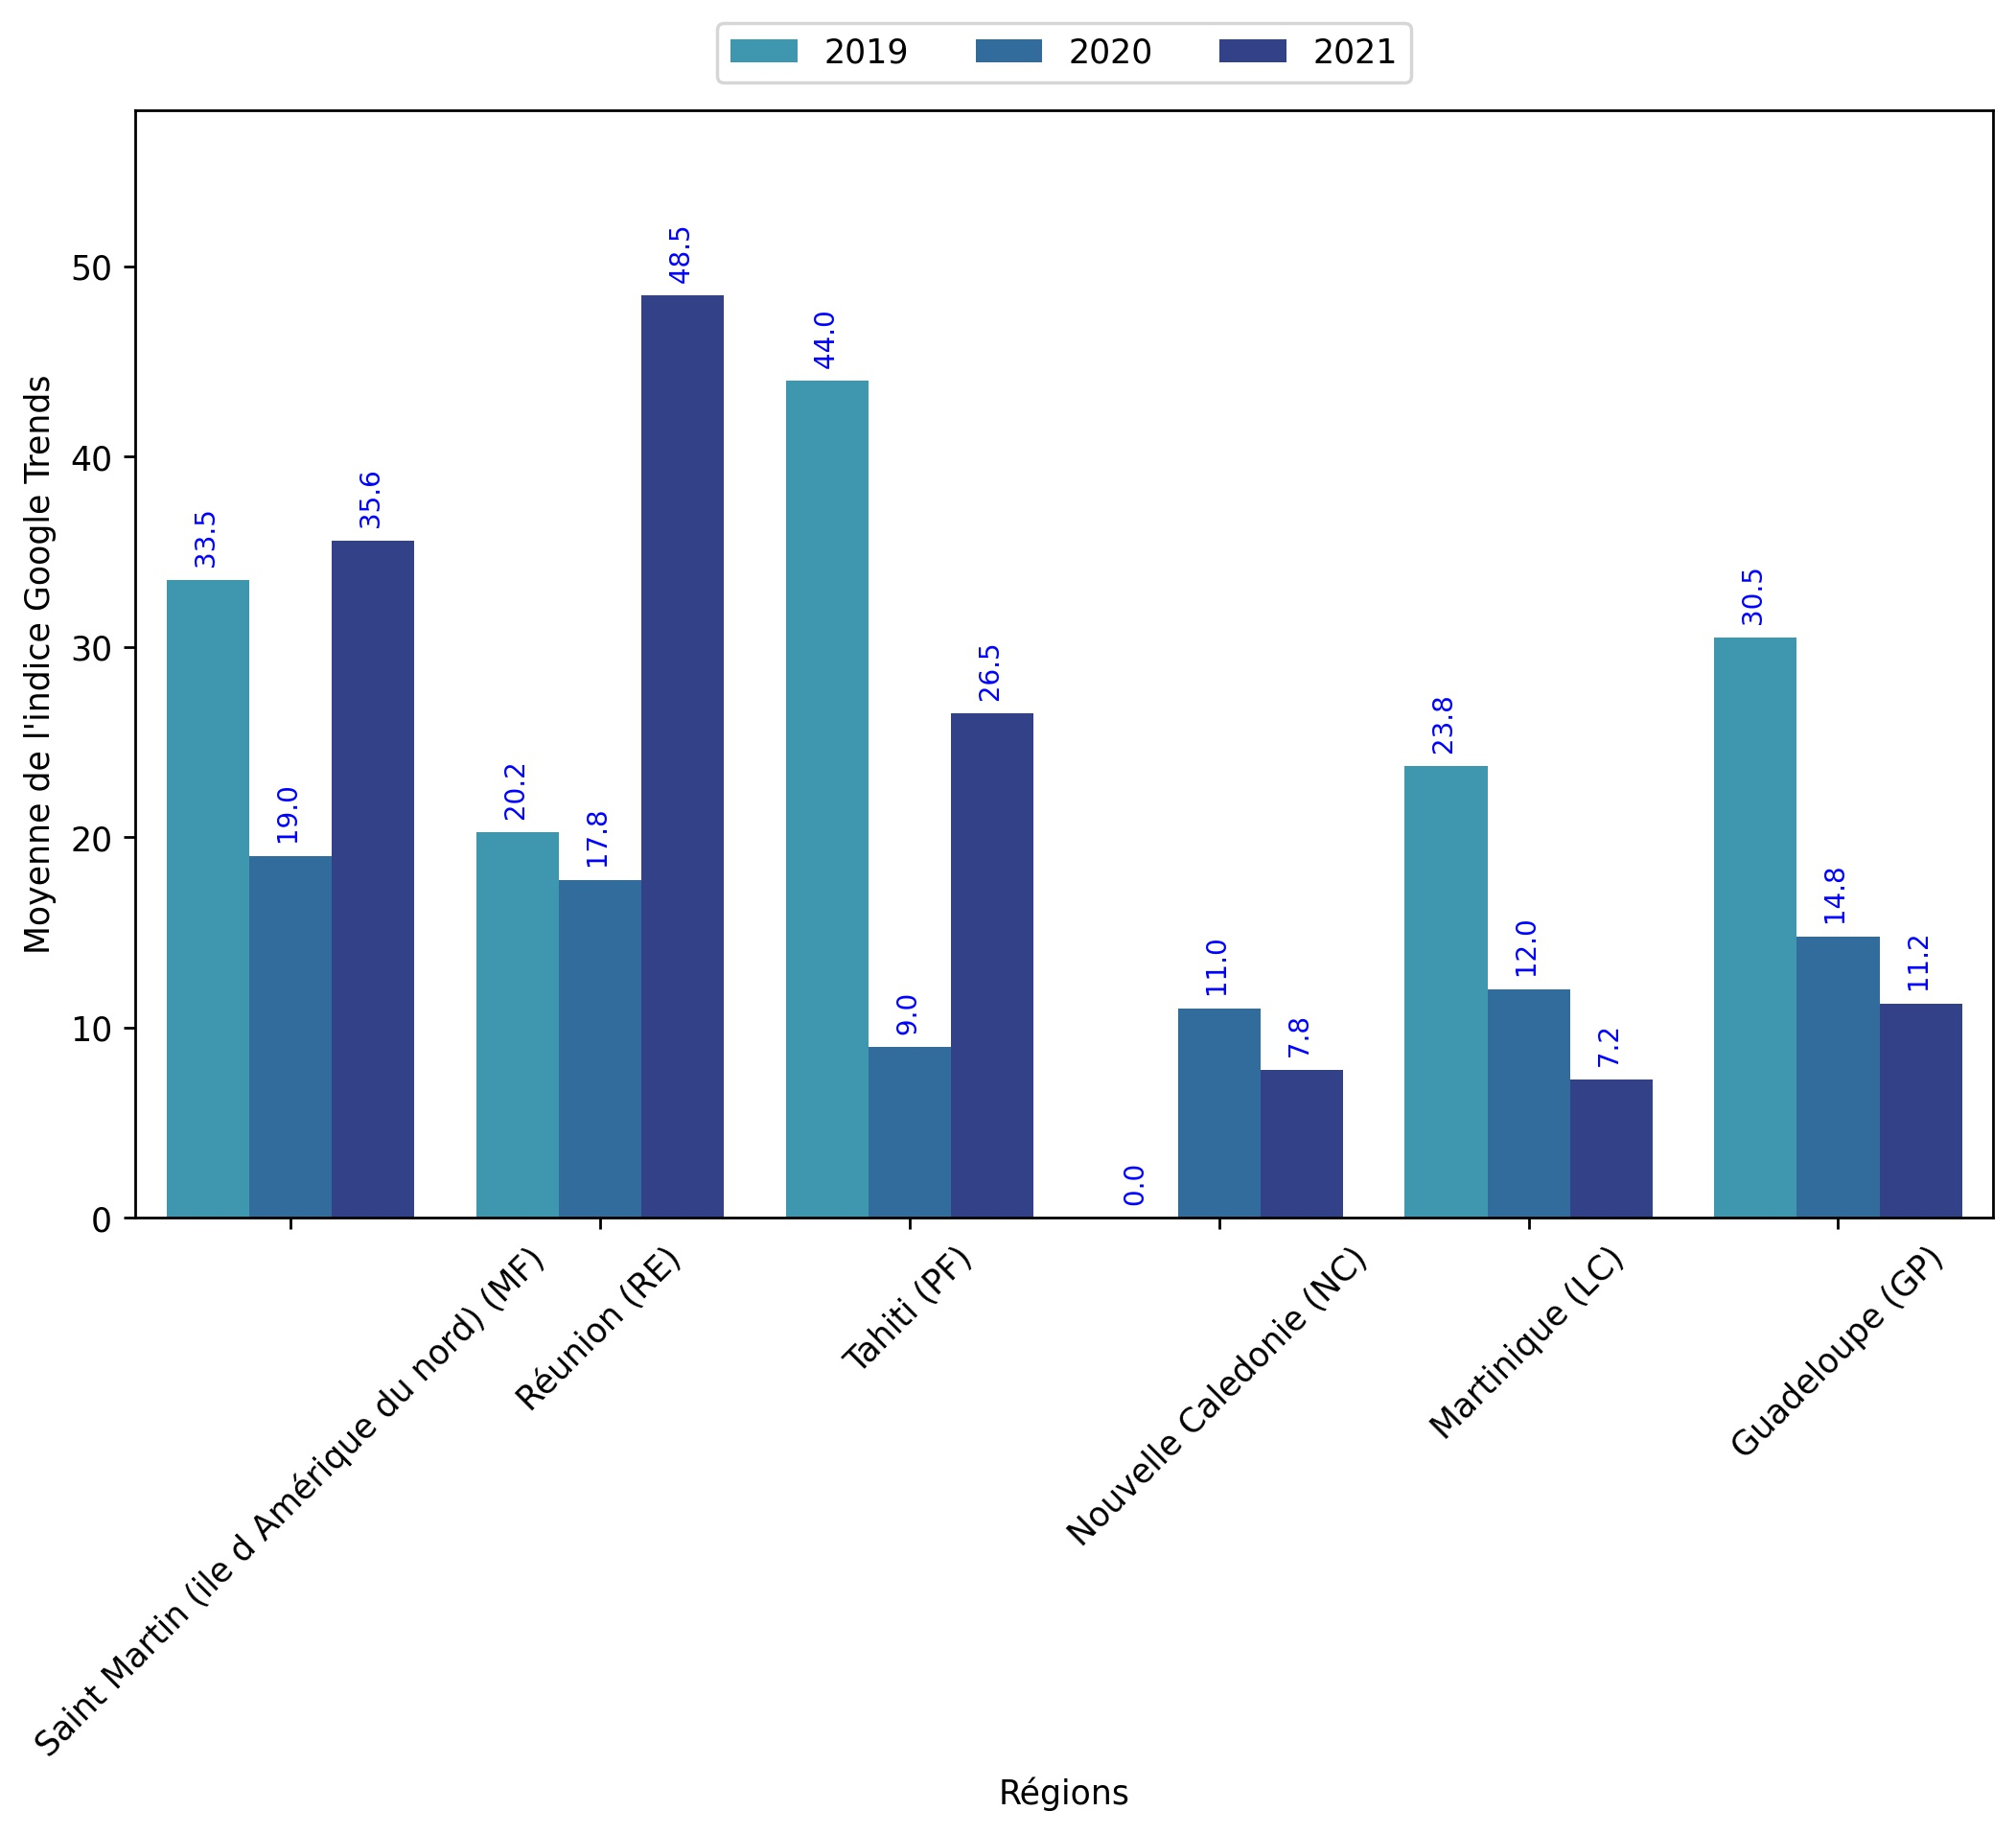 2019 2020 2021
Moyenne de l'indice Google Trends
50
40
30
20
10
0
33.5 19.0 35.6
20.2 17.8 48.5
44.0 9.0 26.5
0.0 11.0 7.8
23.8 12.0 7.2
30.5 14.8 11.2
Saint Martin (ile d Amérique du nord) (MF)
Réunion (RE)
Tahiti (PF)
Nouvelle Caledonie (NC)
Martinique (LC)
Guadeloupe (GP)
Régions